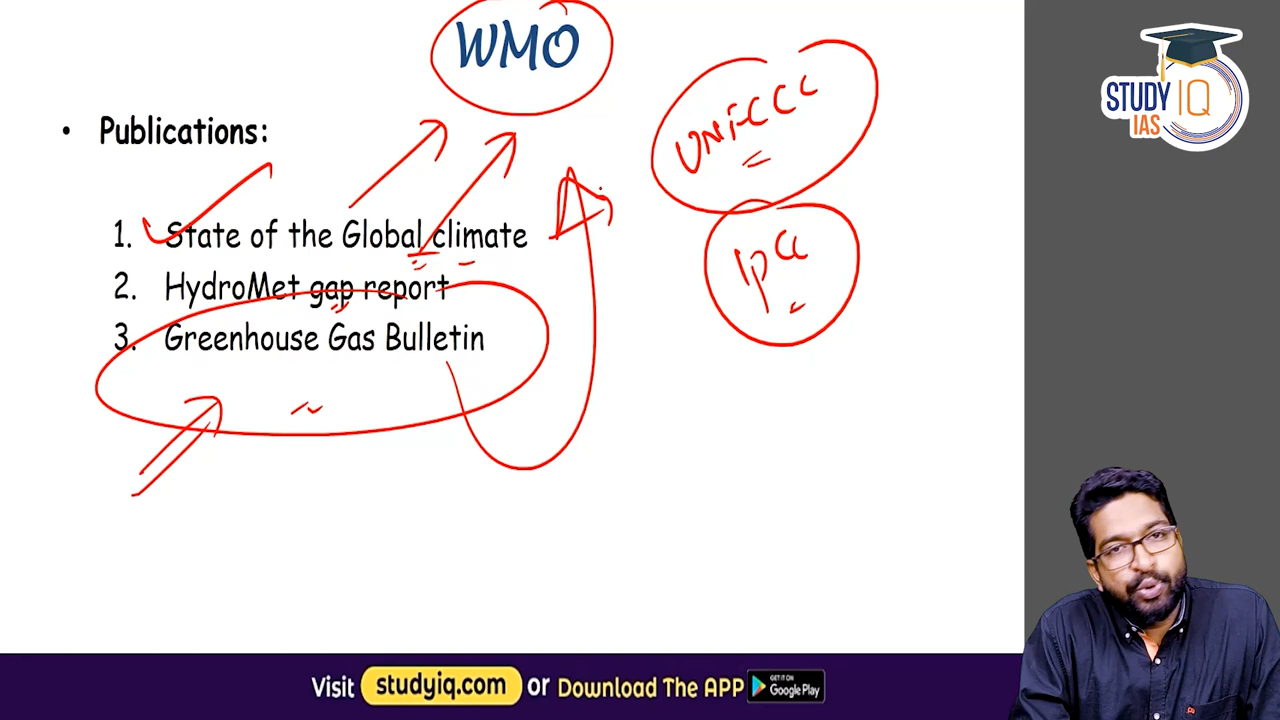 WMO
UNFCCC
STUDY IQ
IAS
• Publications:
1. State of the Global climate
2. HydroMet gap report
3. Greenhouse Gas Bulletin
IPCC
Visit studyiq.com or Download The APP GET IT ON Google Play